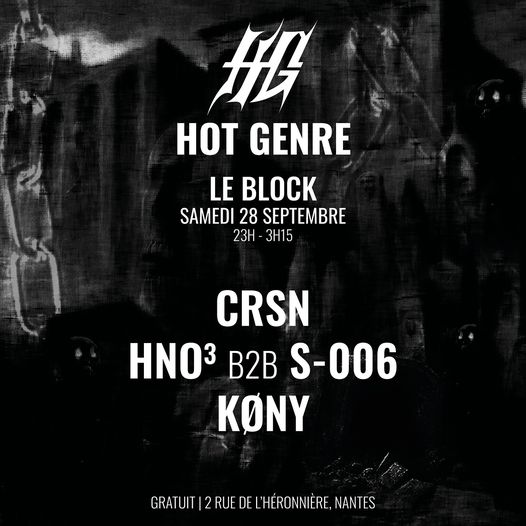 HG
HOT GENRE
LE BLOCK
SAMEDI 28 SEPTEMBRE
23H - 3H15
CRSN
HNO³ B2B S-006
KØNY
GRATUIT | 2 RUE DE L'HÉRONNIÈRE, NANTES